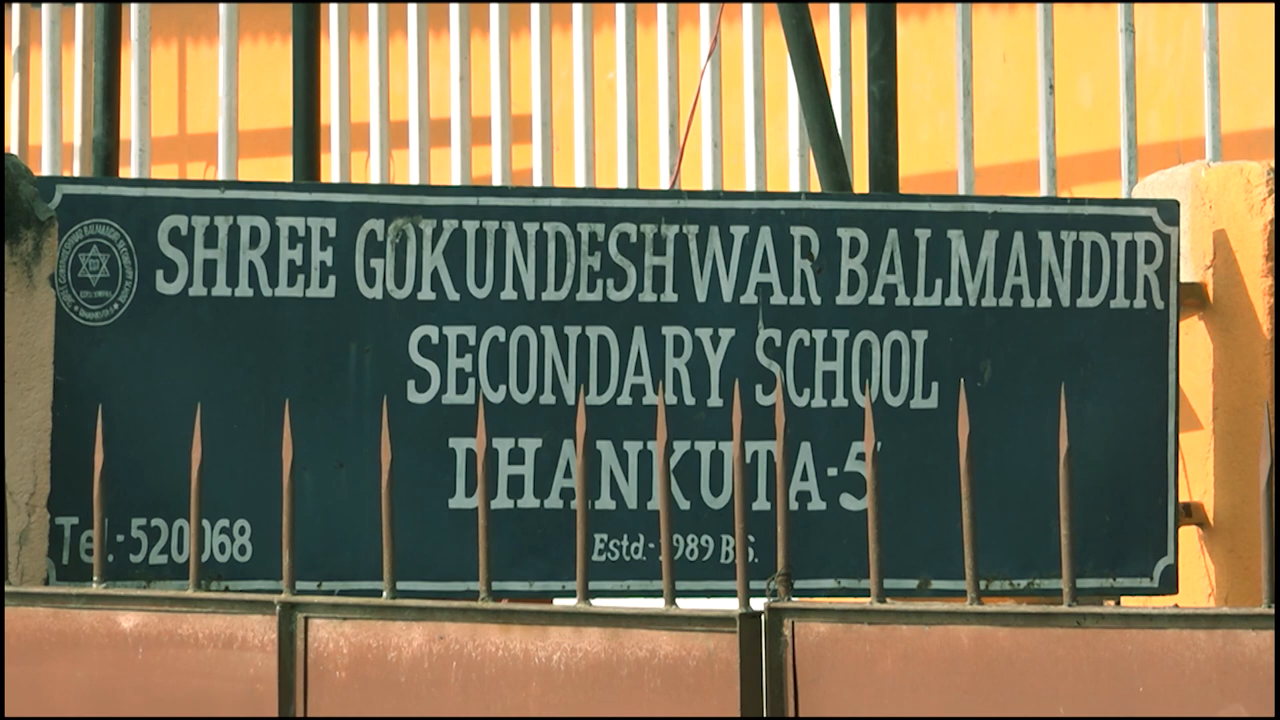 SHREE GOKUNDESHWAR BALMANDIR
SECONDARY SCHOOL
DHANKUTA-5
Tel.-520068
Estd.-1989 B.S.